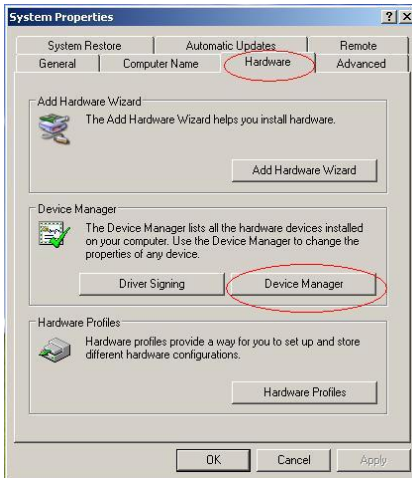 System Properties
System Restore Automatic Updates Remote
General Computer Name Hardware Advanced
Add Hardware Wizard
The Add Hardware Wizard helps you install hardware.
Add Hardware Wizard
Device Manager
The Device Manager lists all the hardware devices installed
on your computer. Use the Device Manager to change the
properties of any device.
Driver Signing Device Manager
Hardware Profiles
Hardware profiles provide a way for you to set up and store
different hardware configurations.
Hardware Profiles
OK Cancel Apply